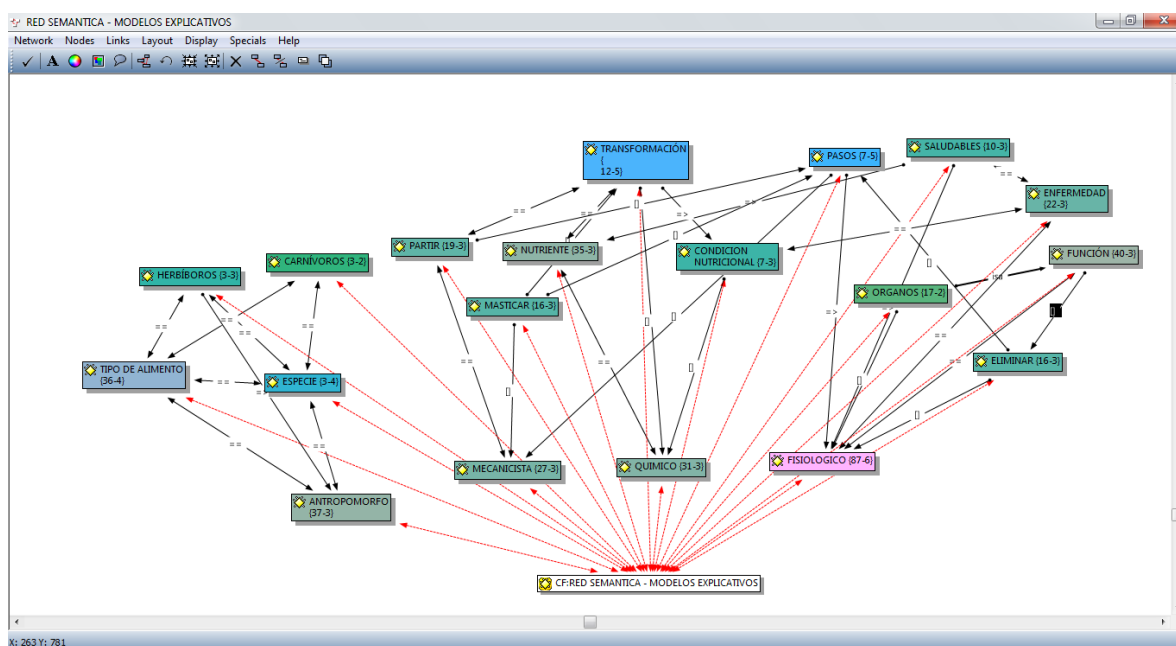 RED SEMANTICA - MODELOS EXPLICATIVOS
Network Nodes Links Layout Display Specials Help
A
TRANSFORMACIÓN
{
12-5}
PASOS {7-5}
SALUDABLES {10-3}
ENFERMEDAD
{22-3}
==
==
[]
=>
=>
==
==
PARTIR {19-3}
NUTRIENTE {35-3}
[]
[]
CONDICION
NUTRICIONAL {7-3}
FUNCIÓN {40-3}
CARNÍVOROS {3-2}
HERBÍBOROS {3-3}
[]
isa
ORGANOS {17-2}
MASTICAR {16-3}
=>
=>
[]
[]
==
==
==
==
==
[]
TIPO DE ALIMENTO
{36-4}
==
ESPECIE {3-4}
=>
==
[]
[]
[]
ELIMINAR {16-3}
[]
[]
==
==
MECANICISTA {27-3}
QUIMICO {31-3}
FISIOLOGICO {87-6}
ANTROPOMORFO
{37-3}
CF:RED SEMANTICA - MODELOS EXPLICATIVOS
X: 263 Y: 781